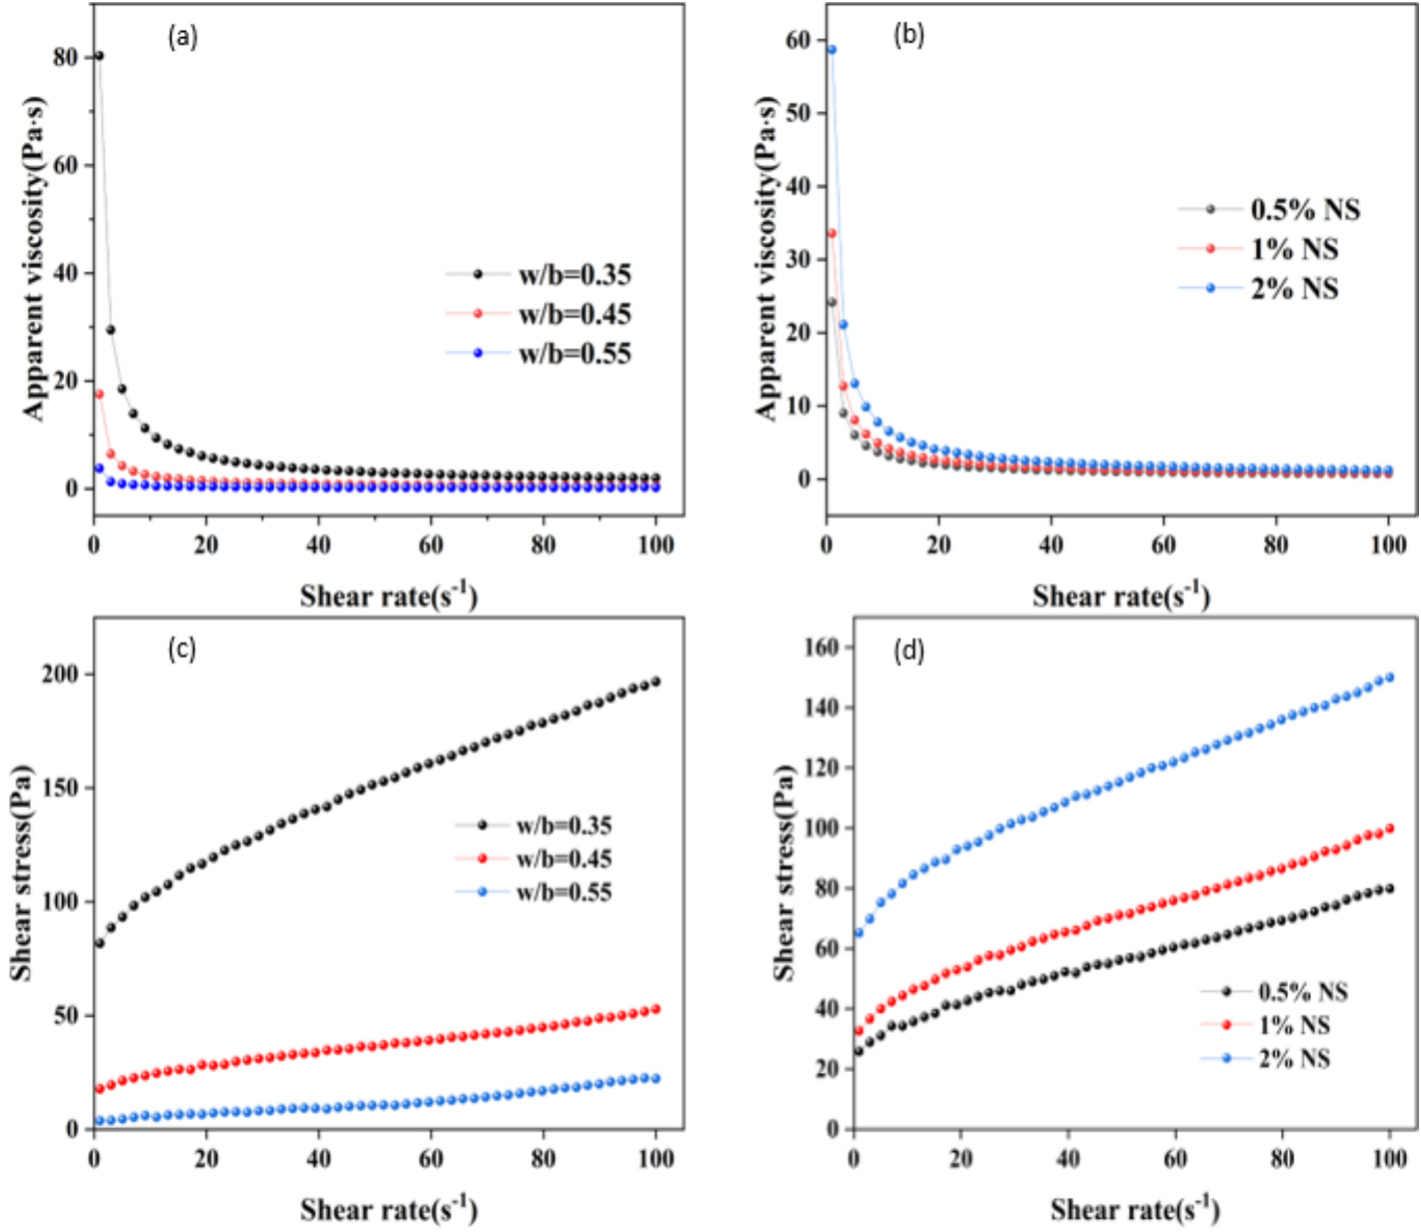 (a)
Apparent viscosity(Pa·s)
80
60
40
20
0
w/b=0.35
w/b=0.45
w/b=0.55
0 20 40 60 80 100
Shear rate(s⁻¹)
(b)
Apparent viscosity(Pa·s)
60
50
40
30
20
10
0
0.5% NS
1% NS
2% NS
0 20 40 60 80 100
Shear rate(s⁻¹)
(c)
Shear stress(Pa)
200
150
100
50
0
w/b=0.35
w/b=0.45
w/b=0.55
0 20 40 60 80 100
Shear rate(s⁻¹)
(d)
Shear stress(Pa)
160
140
120
100
80
60
40
20
0
0.5% NS
1% NS
2% NS
0 20 40 60 80 100
Shear rate(s⁻¹)